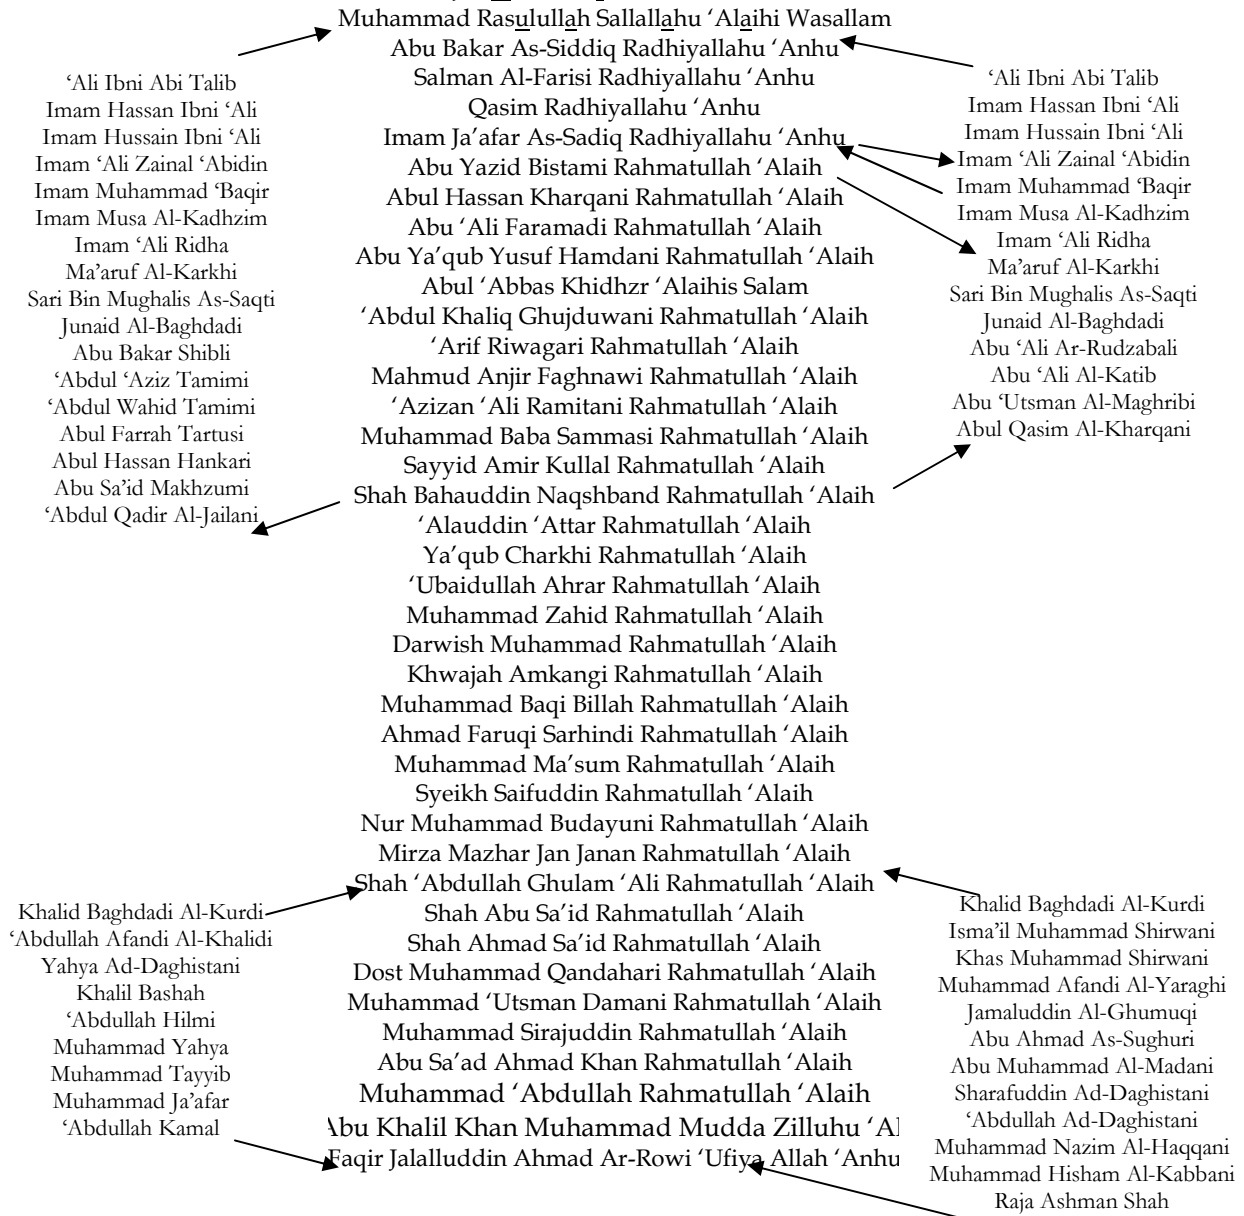 Muhammad Rasulullah Sallallahu ‘Alaihi Wasallam
Abu Bakar As-Siddiq Radhiyallahu ‘Anhu
Salman Al-Farisi Radhiyallahu ‘Anhu
Qasim Radhiyallahu ‘Anhu
Imam Ja’afar As-Sadiq Radhiyallahu ‘Anhu
Abu Yazid Bistami Rahmatullah ‘Alaih
Abul Hassan Kharqani Rahmatullah ‘Alaih
Abu ‘Ali Faramadi Rahmatullah ‘Alaih
Abu Ya’qub Yusuf Hamdani Rahmatullah ‘Alaih
Abul ‘Abbas Khidhzr ‘Alaihis Salam
‘Abdul Khaliq Ghujduwani Rahmatullah ‘Alaih
‘Arif Riwagari Rahmatullah ‘Alaih
Mahmud Anjir Faghnawi Rahmatullah ‘Alaih
‘Azizan ‘Ali Ramitani Rahmatullah ‘Alaih
Muhammad Baba Sammasi Rahmatullah ‘Alaih
Sayyid Amir Kullal Rahmatullah ‘Alaih
Shah Bahauddin Naqshband Rahmatullah ‘Alaih
‘Alauddin ‘Attar Rahmatullah ‘Alaih
Ya’qub Charkhi Rahmatullah ‘Alaih
‘Ubaidullah Ahrar Rahmatullah ‘Alaih
Muhammad Zahid Rahmatullah ‘Alaih
Darwish Muhammad Rahmatullah ‘Alaih
Khwajah Amkangi Rahmatullah ‘Alaih
Muhammad Baqi Billah Rahmatullah ‘Alaih
Ahmad Faruqi Sarhindi Rahmatullah ‘Alaih
Muhammad Ma’sum Rahmatullah ‘Alaih
Syeikh Saifuddin Rahmatullah ‘Alaih
Nur Muhammad Budayuni Rahmatullah ‘Alaih
Mirza Mazhar Jan Janan Rahmatullah ‘Alaih
Shah ‘Abdullah Ghulam ‘Ali Rahmatullah ‘Alaih
Shah Abu Sa’id Rahmatullah ‘Alaih
Shah Ahmad Sa’id Rahmatullah ‘Alaih
Dost Muhammad Qandahari Rahmatullah ‘Alaih
Muhammad ‘Utsman Damani Rahmatullah ‘Alaih
Muhammad Sirajuddin Rahmatullah ‘Alaih
Abu Sa’ad Ahmad Khan Rahmatullah ‘Alaih
Muhammad ‘Abdullah Rahmatullah ‘Alaih
Abu Khalil Khan Muhammad Mudda Zilluhu
Faqir Jalalluddin Ahmad Ar-Rowi ‘Ufiya Allah ‘Anhu
‘Ali Ibni Abi Talib
Imam Hassan Ibni ‘Ali
Imam Hussain Ibni ‘Ali
Imam ‘Ali Zainal ‘Abidin
Imam Muhammad ‘Baqir
Imam Musa Al-Kadhzim
Imam ‘Ali Ridha
Ma’aruf Al-Karkhi
Sari Bin Mughalis As-Saqti
Junaid Al-Baghdadi
Abu Bakar Shibli
‘Abdul ‘Aziz Tamimi
‘Abdul Wahid Tamimi
Abul Farrah Tartusi
Abul Hassan Hankari
Abu Sa’id Makhzumi
‘Abdul Qadir Al-Jailani
‘Ali Ibni Abi Talib
Imam Hassan Ibni ‘Ali
Imam Hussain Ibni ‘Ali
Imam ‘Ali Zainal ‘Abidin
Imam Muhammad ‘Baqir
Imam Musa Al-Kadhzim
Imam ‘Ali Ridha
Ma’aruf Al-Karkhi
Sari Bin Mughalis As-Saqti
Junaid Al-Baghdadi
Abu ‘Ali Ar-Rudzabali
Abu ‘Ali Al-Katib
Abu ‘Utsman Al-Maghribi
Abul Qasim Al-Kharqani
Khalid Baghdadi Al-Kurdi
‘Abdullah Afandi Al-Khalidi
Yahya Ad-Daghistani
Khalil Bashah
‘Abdullah Hilmi
Muhammad Yahya
Muhammad Tayyib
Muhammad Ja’afar
‘Abdullah Kamal
Khalid Baghdadi Al-Kurdi
Isma’il Muhammad Shirwani
Khas Muhammad Shirwani
Muhammad Afandi Al-Yaraghi
Jamaluddin Al-Ghumuqi
Abu Ahmad As-Sughuri
Abu Muhammad Al-Madani
Sharafuddin Ad-Daghistani
‘Abdullah Ad-Daghistani
Muhammad Nazim Al-Haqqani
Muhammad Hisham Al-Kabbani
Raja Ashman Shah